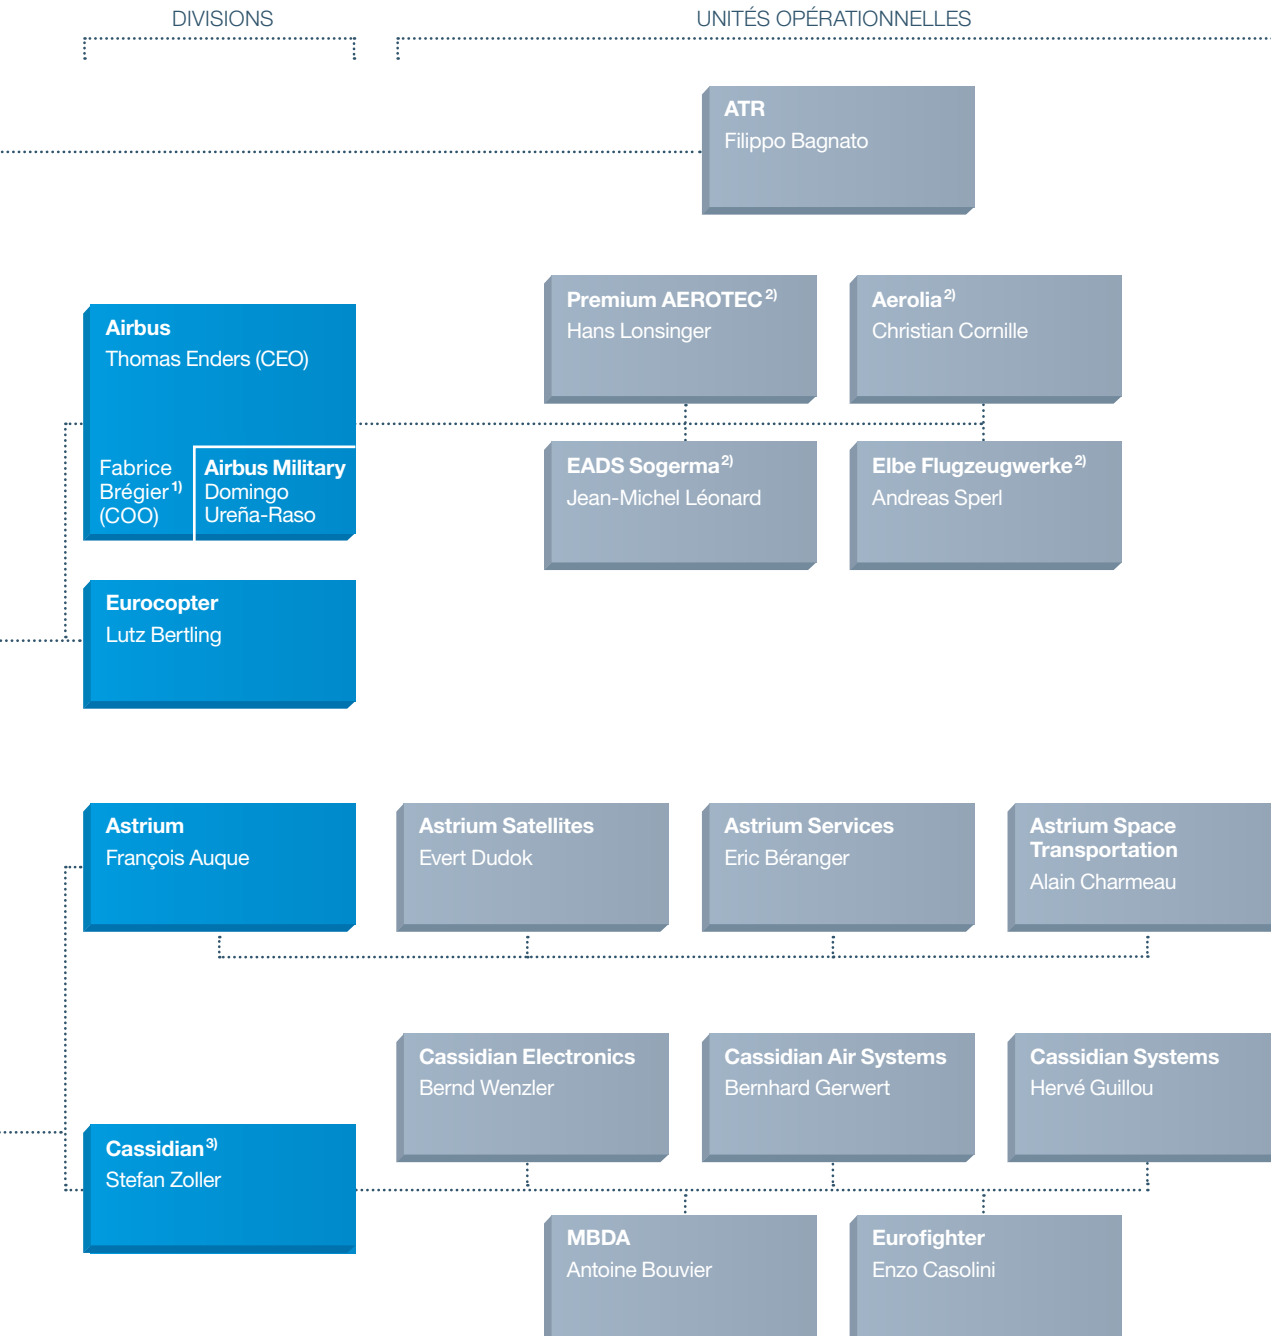 DIVISIONS
UNITÉS OPÉRATIONNELLES
ATR
Filippo Bagnato
Airbus
Thomas Enders (CEO)
Fabrice
Brégier 1)
(COO)
Airbus Military
Domingo
Ureña-Raso
Premium AEROTEC 2)
Hans Lonsinger
Aerolia 2)
Christian Cornille
EADS Sogerma 2)
Jean-Michel Léonard
Elbe Flugzeugwerke 2)
Andreas Sperl
Eurocopter
Lutz Bertling
Astrium
François Auque
Astrium Satellites
Evert Dudok
Astrium Services
Eric Béranger
Astrium Space
Transportation
Alain Charmeau
Cassidian Electronics
Bernd Wenzler
Cassidian Air Systems
Bernhard Gerwert
Cassidian Systems
Hervé Guillou
Cassidian 3)
Stefan Zoller
MBDA
Antoine Bouvier
Eurofighter
Enzo Casolini